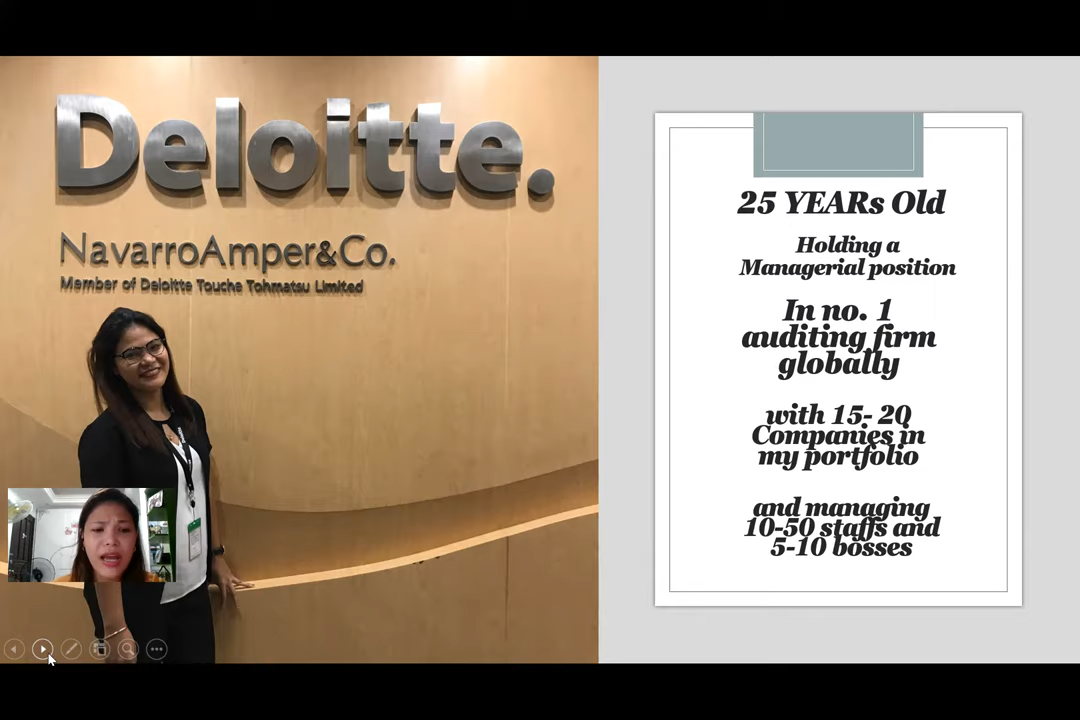 Deloitte.
NavarroAmper&Co.
Member of Deloitte Touche Tohmatsu Limited
25 YEARs Old
Holding a
Managerial position
In no. 1
auditing firm
globally
with 15- 20
Companies in
my portfolio
and managing
10-50 staffs and
5-10 bosses